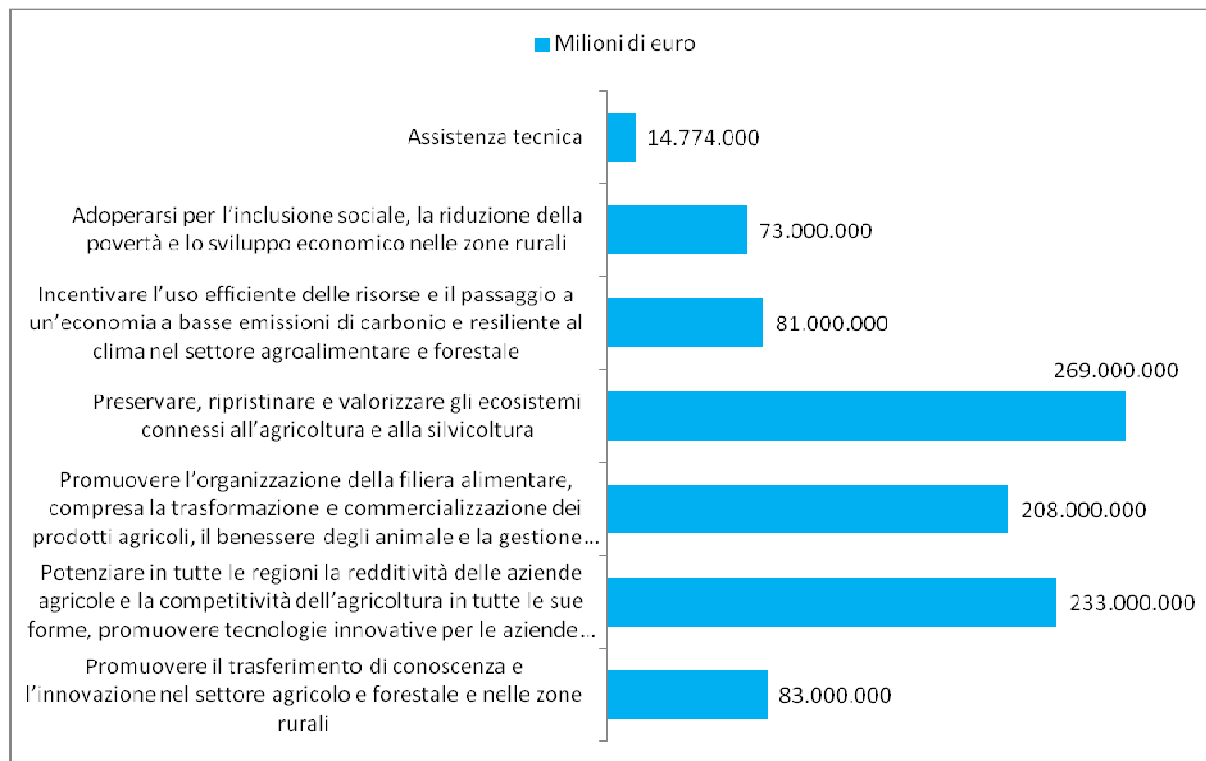 Milioni di euro
Assistenza tecnica
14.774.000
Adoperarsi per l'inclusione sociale, la riduzione della
povertà e lo sviluppo economico nelle zone rurali
73.000.000
Incentivare l'uso efficiente delle risorse e il passaggio a
un'economia a basse emissioni di carbonio e resiliente al
clima nel settore agroalimentare e forestale
81.000.000
Preservare, ripristinare e valorizzare gli ecosistemi
connessi all'agricoltura e alla silvicoltura
269.000.000
Promuovere l'organizzazione della filiera alimentare,
compresa la trasformazione e commercializzazione dei
prodotti agricoli, il benessere degli animale e la gestione...
208.000.000
Potenziare in tutte le regioni la redditività delle aziende
agricole e la competitività dell'agricoltura in tutte le sue
forme, promuovere tecnologie innovative per le aziende...
233.000.000
Promuovere il trasferimento di conoscenza e
l'innovazione nel settore agricolo e forestale e nelle zone
rurali
83.000.000